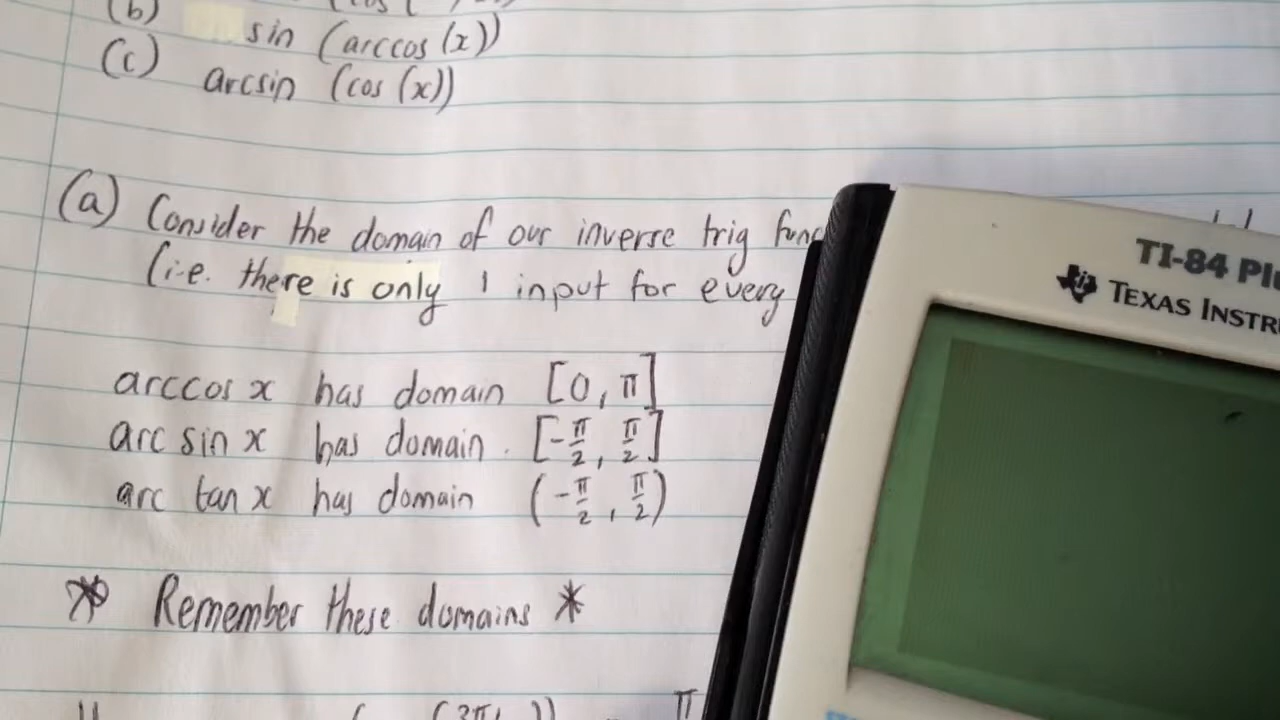 (b) sin (arccos (x))
(c) arcsin (cos (x))
(a) Consider the domain of our inverse trig
(i.e. there is only 1 input for every
arccos x has domain [0, π]
arc sin x has domain [-π/2, π/2]
arc tan x has domain (-π/2, π/2)
* Remember these domains *
TI-84
TEXAS